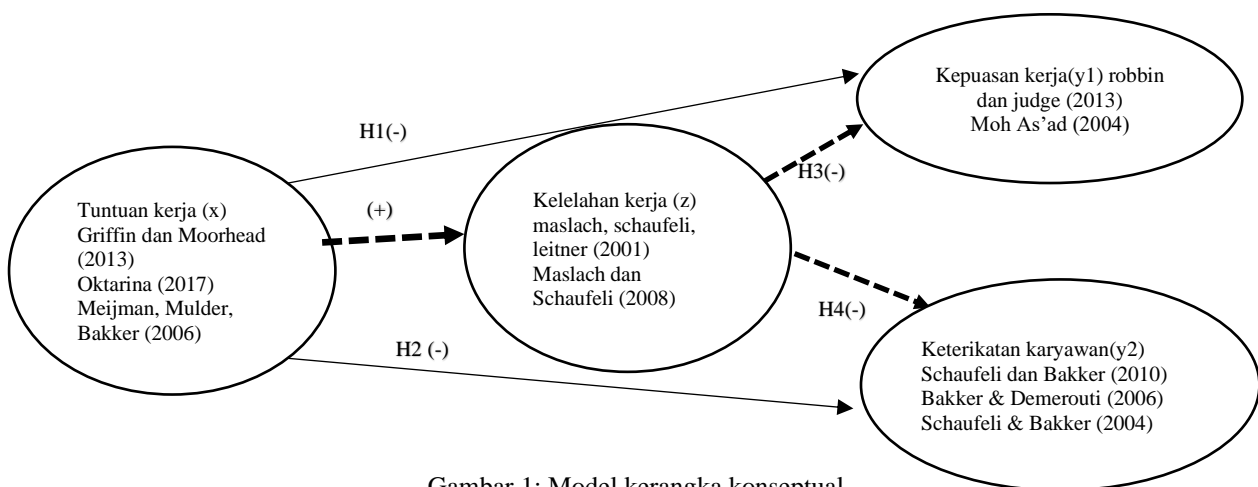 Kepuasan kerja(y1) robbin
dan judge (2013)
Moh As’ad (2004)
H1(-)
H3(-)
Tuntuan kerja (x)
Griffin dan Moorhead
(2013)
Oktarina (2017)
Meijman, Mulder,
Bakker (2006)
(+)
Kelelahan kerja (z)
maslach, schaufeli,
leitner (2001)
Maslach dan
Schaufeli (2008)
H4(-)
H2 (-)
Keterikatan karyawan(y2)
Schaufeli dan Bakker (2010)
Bakker & Demerouti (2006)
Schaufeli & Bakker (2004)
Gambar 1: Model kerangka konseptual